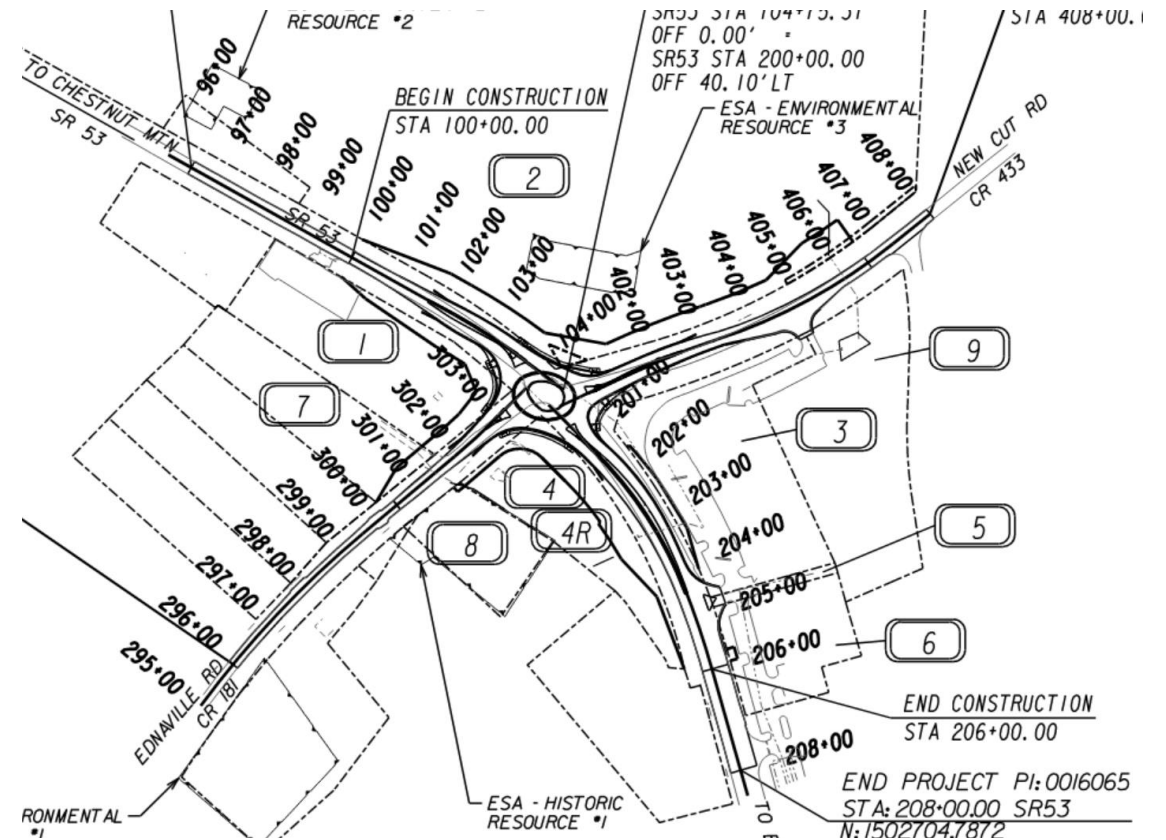 RESOURCE #2
SR53 STA 104+75.31
OFF 0.00' =
SR53 STA 200+00.00
OFF 40.10'LT
STA 408+00.
TO CHESTNUT MTN
SR 53
BEGIN CONSTRUCTION
STA 100+00.00
ESA - ENVIRONMENTAL
RESOURCE #3
NEW CUT RD
CR 433
96+00
97+00
98+00
99+00
100+00
101+00
102+00
103+00
104+00
SR 53
402+00
403+00
404+00
405+00
406+00
407+00
408+00
2
1
7
9
3
4
4R
8
5
6
303+00
302+00
301+00
300+00
299+00
298+00
297+00
296+00
295+00
201+00
202+00
203+00
204+00
205+00
206+00
208+00
EDNAVILLE RD
CR 181
END CONSTRUCTION
STA 206+00.00
END PROJECT PI: 0016065
STA: 208+00.00 SR53
N: 1502704.7872
RONMENTAL
#1
ESA - HISTORIC
RESOURCE #1
TO